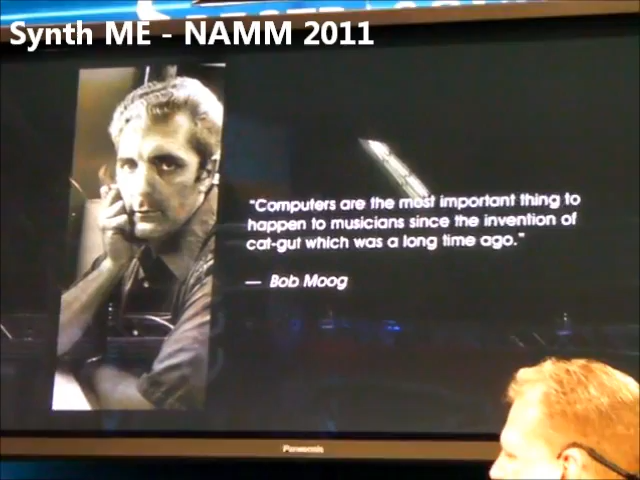 Synth ME - NAMM 2011
"Computers are the most important thing to
happen to musicians since the invention of
cat-gut which was a long time ago."
— Bob Moog
Panasonic